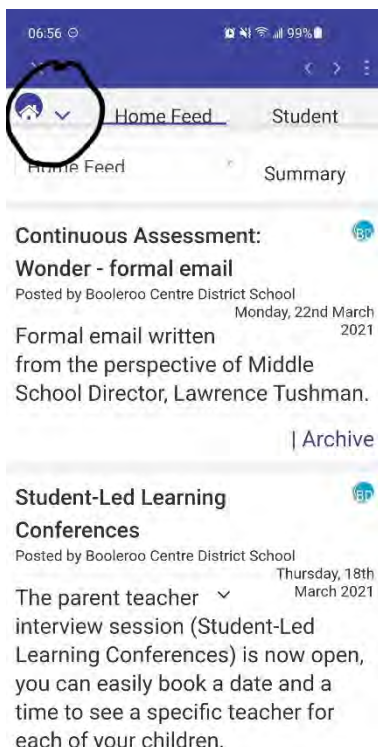 06:56
99%
Home Feed Student
Home Feed Summary
Continuous Assessment: BD
Wonder - formal email
Posted by Booleroo Centre District School
Monday, 22nd March
2021
Formal email written
from the perspective of Middle
School Director, Lawrence Tushman.
| Archive
Student-Led Learning BD
Conferences
Posted by Booleroo Centre District School
Thursday, 18th
March 2021
The parent teacher
interview session (Student-Led
Learning Conferences) is now open,
you can easily book a date and a
time to see a specific teacher for
each of your children.